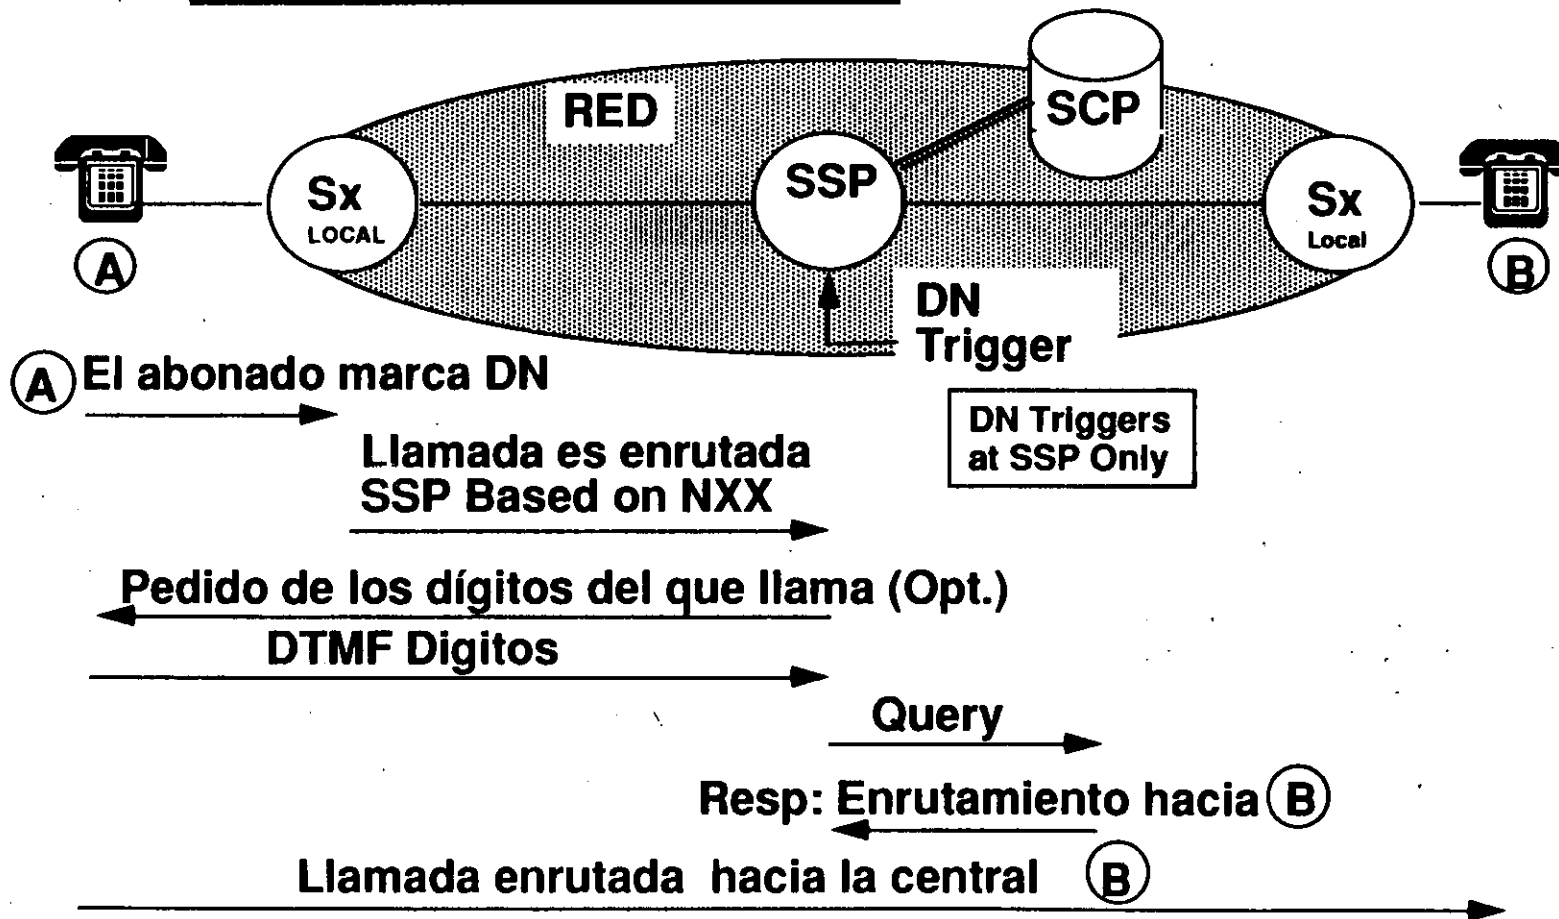 RED
SCP
SSP
Sx
LOCAL
Sx
Local
A
B
DN
Trigger
A El abonado marca DN
DN Triggers
at SSP Only
Llamada es enrutada
SSP Based on NXX
Pedido de los dígitos del que llama (Opt.)
DTMF Digitos
Query
Resp: Enrutamiento hacia B
Llamada enrutada hacia la central B